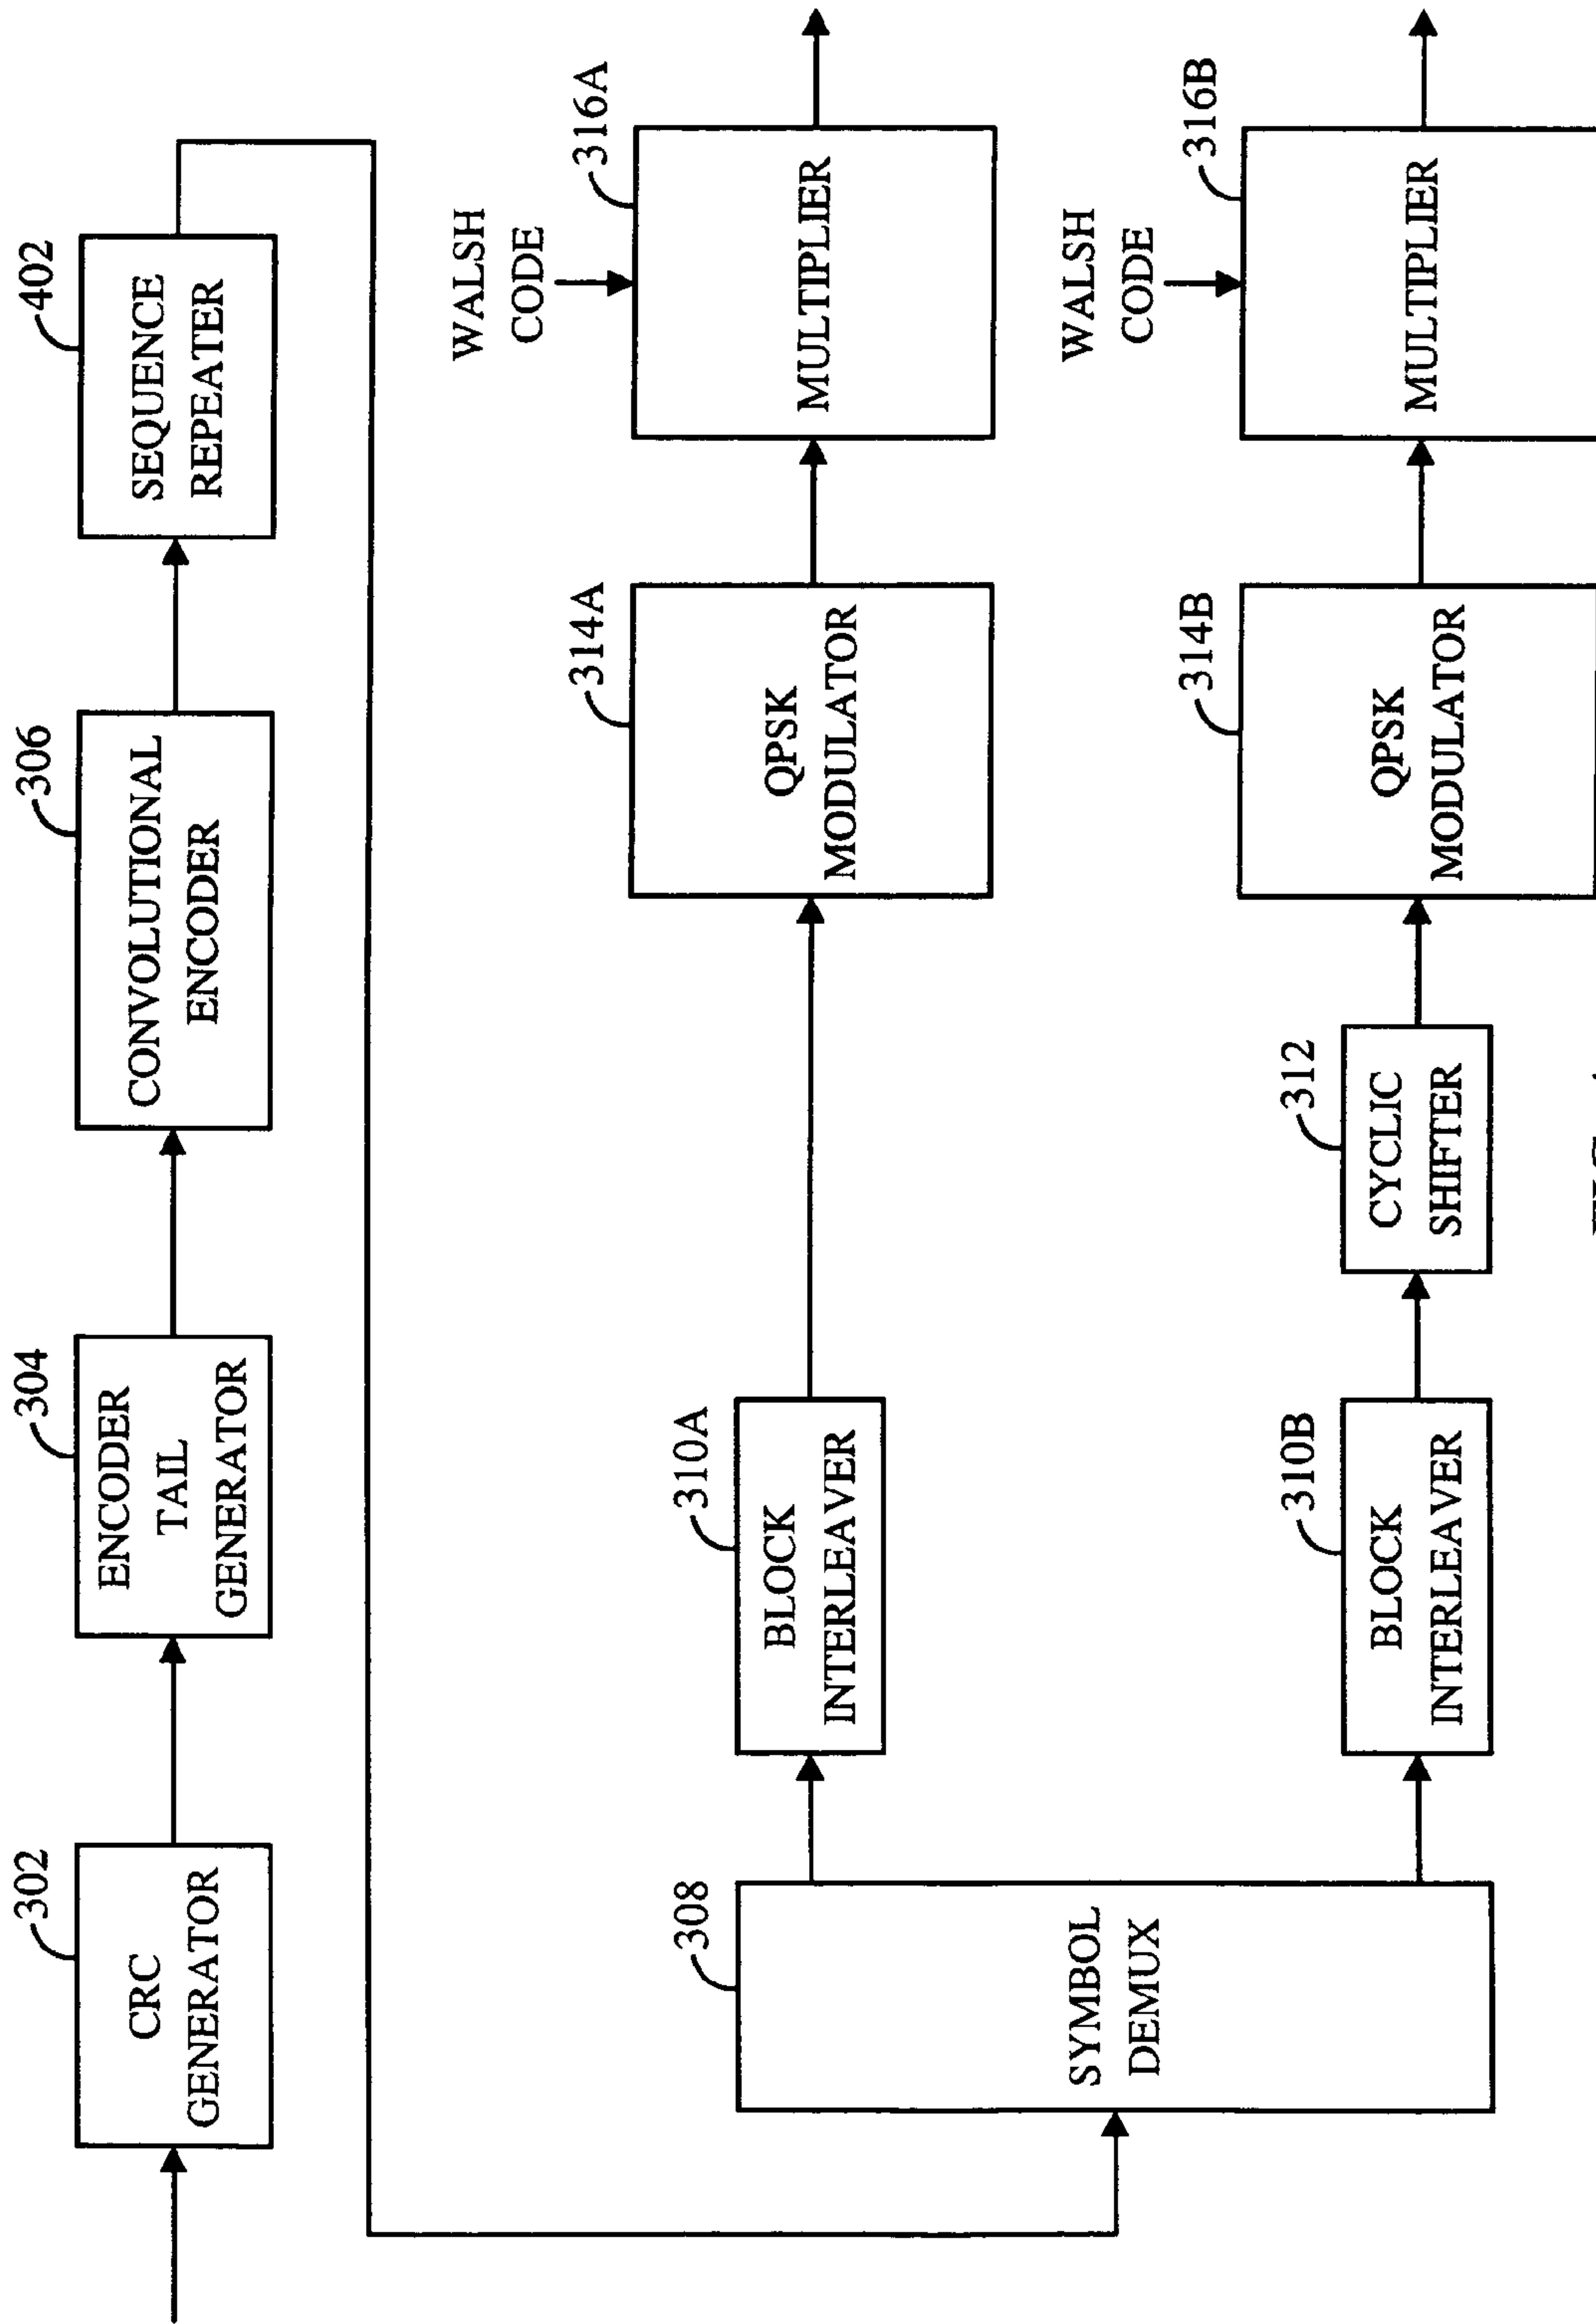 302
CRC
GENERATOR
304
ENCODER
TAIL
GENERATOR
306
CONVOLUTIONAL
ENCODER
402
SEQUENCE
REPEATER
308
SYMBOL
DEMUX
310A
BLOCK
INTERLEAVER
314A
QPSK
MODULATOR
WALSH
CODE
316A
MULTIPLIER
310B
BLOCK
INTERLEAVER
312
CYCLIC
SHIFTER
314B
QPSK
MODULATOR
WALSH
CODE
316B
MULTIPLIER